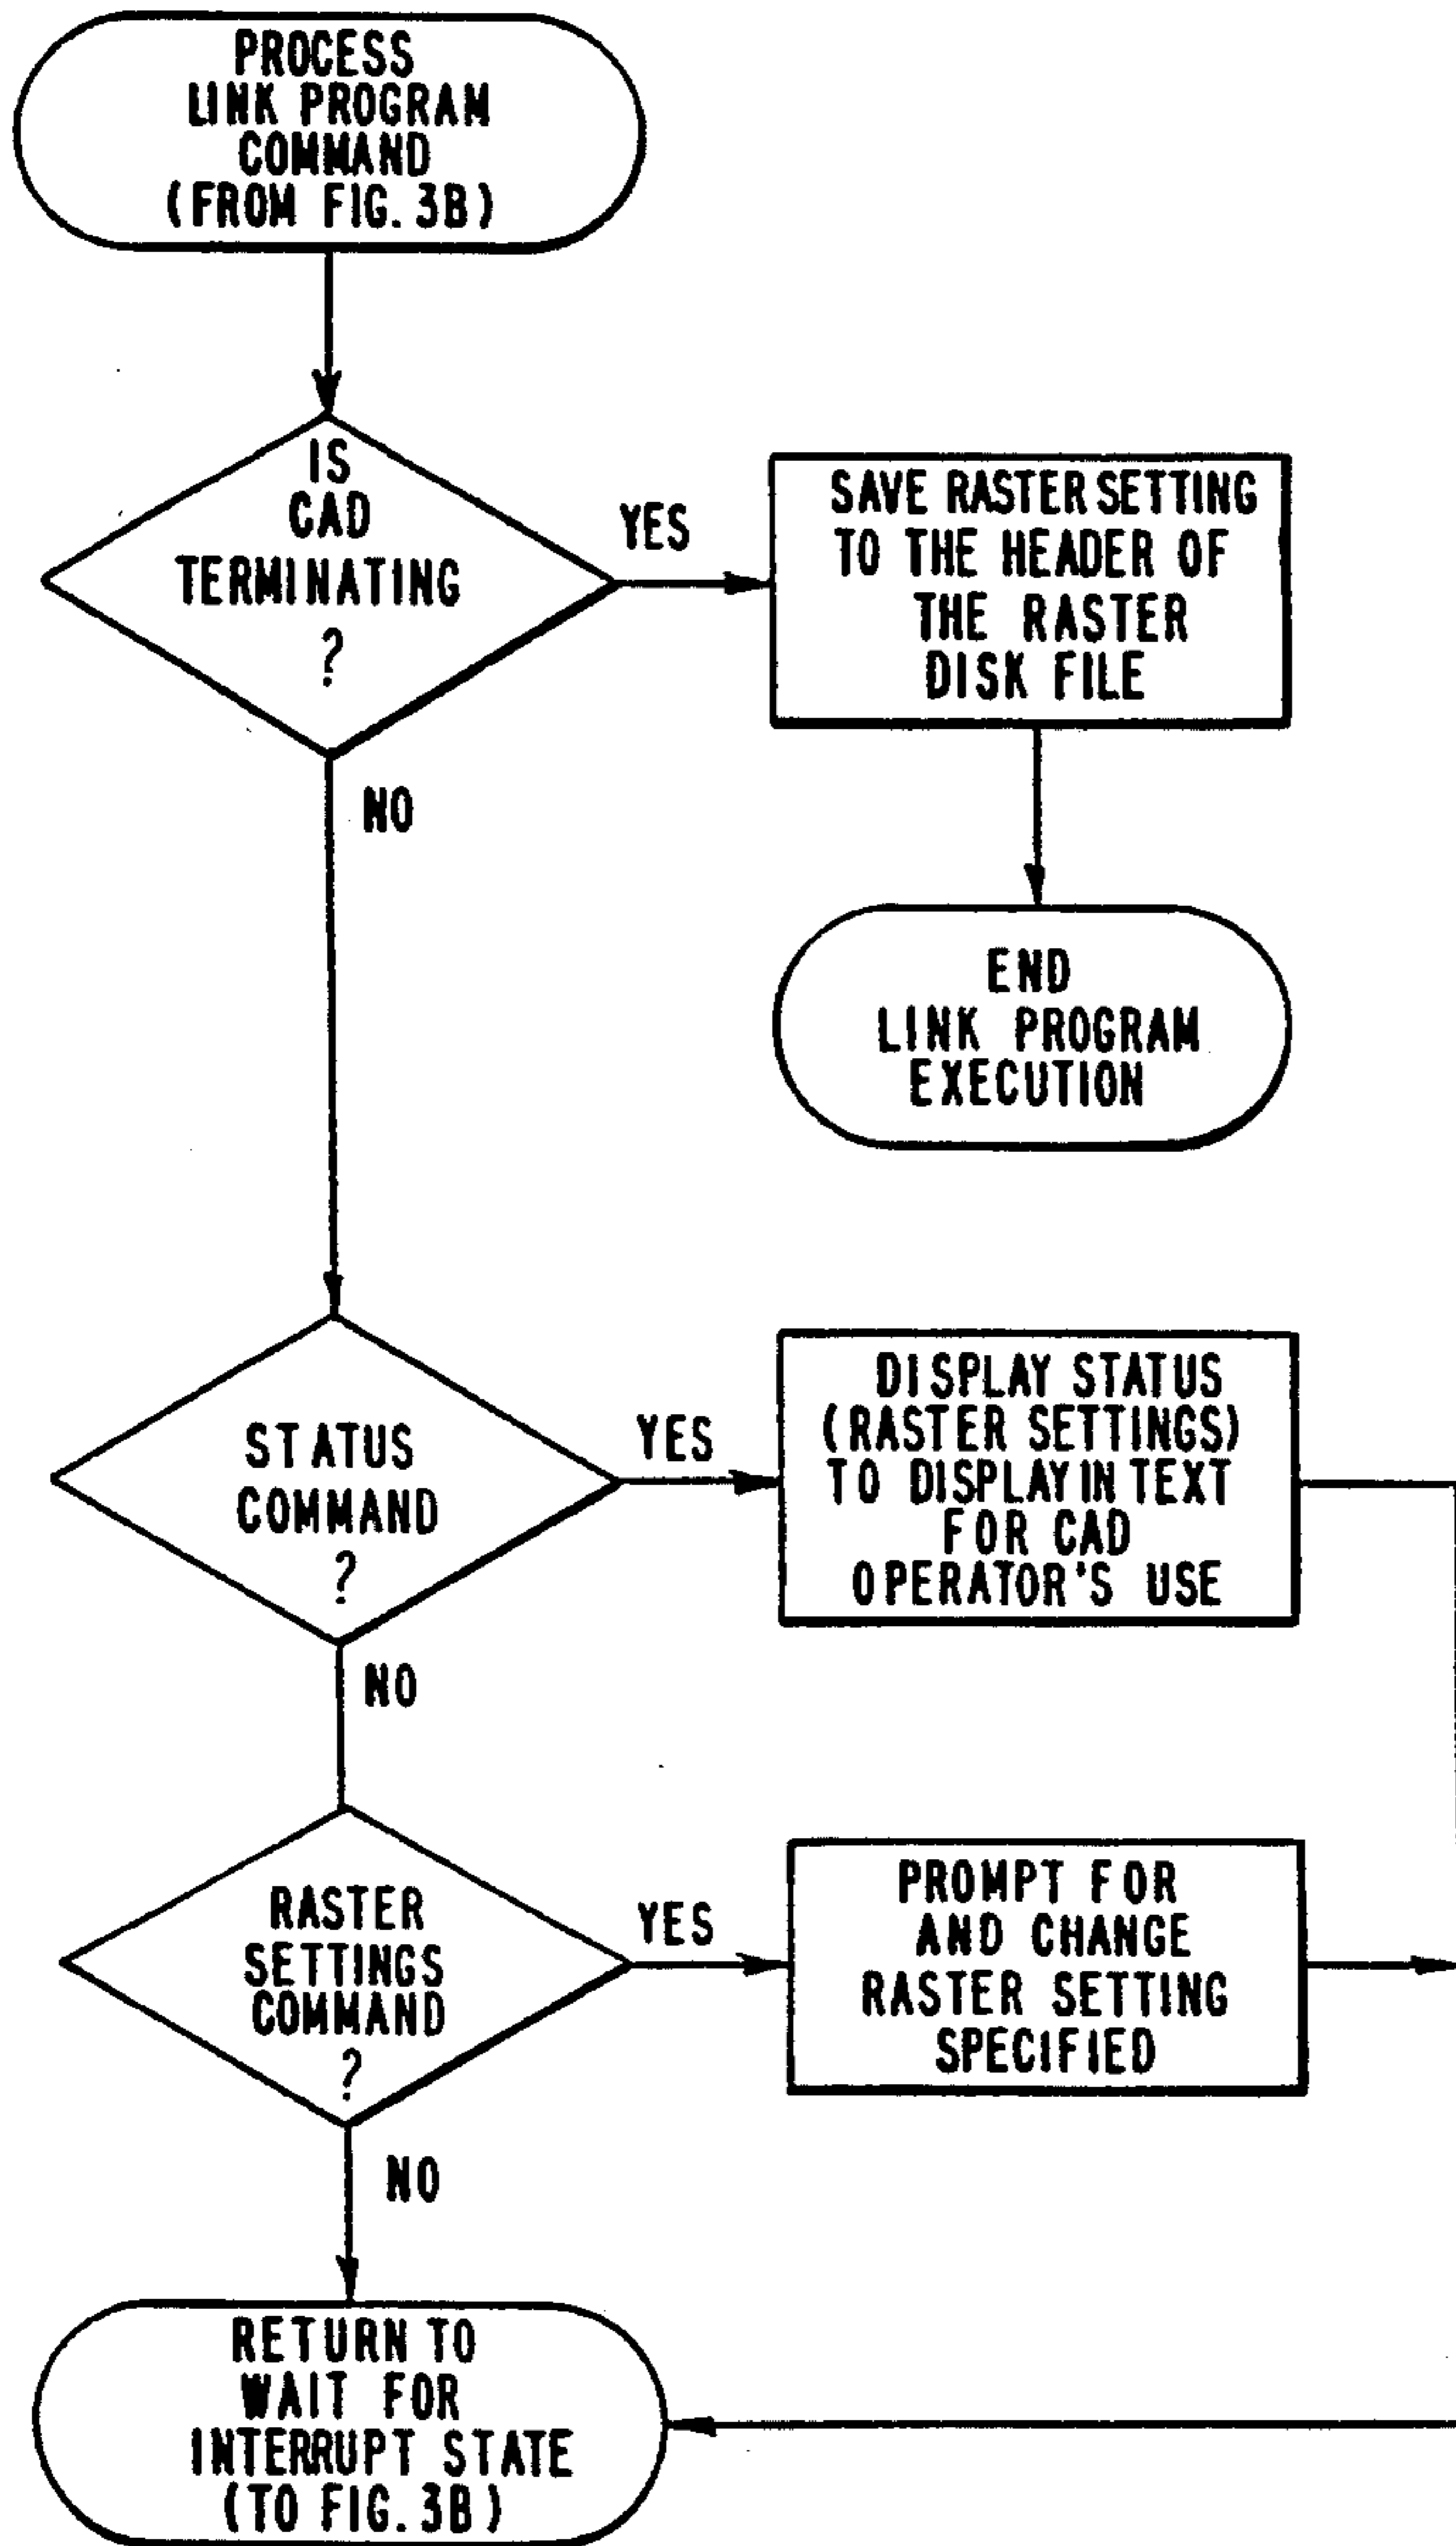 PROCESS
LINK PROGRAM
COMMAND
(FROM FIG. 3B)
IS
CAD
TERMINATING
?
YES
SAVE RASTER SETTING
TO THE HEADER OF
THE RASTER
DISK FILE
NO
END
LINK PROGRAM
EXECUTION
STATUS
COMMAND
?
YES
DISPLAY STATUS
(RASTER SETTINGS)
TO DISPLAY IN TEXT
FOR CAD
OPERATOR'S USE
NO
RASTER
SETTINGS
COMMAND
?
YES
PROMPT FOR
AND CHANGE
RASTER SETTING
SPECIFIED
NO
RETURN TO
WAIT FOR
INTERRUPT STATE
(TO FIG. 3B)